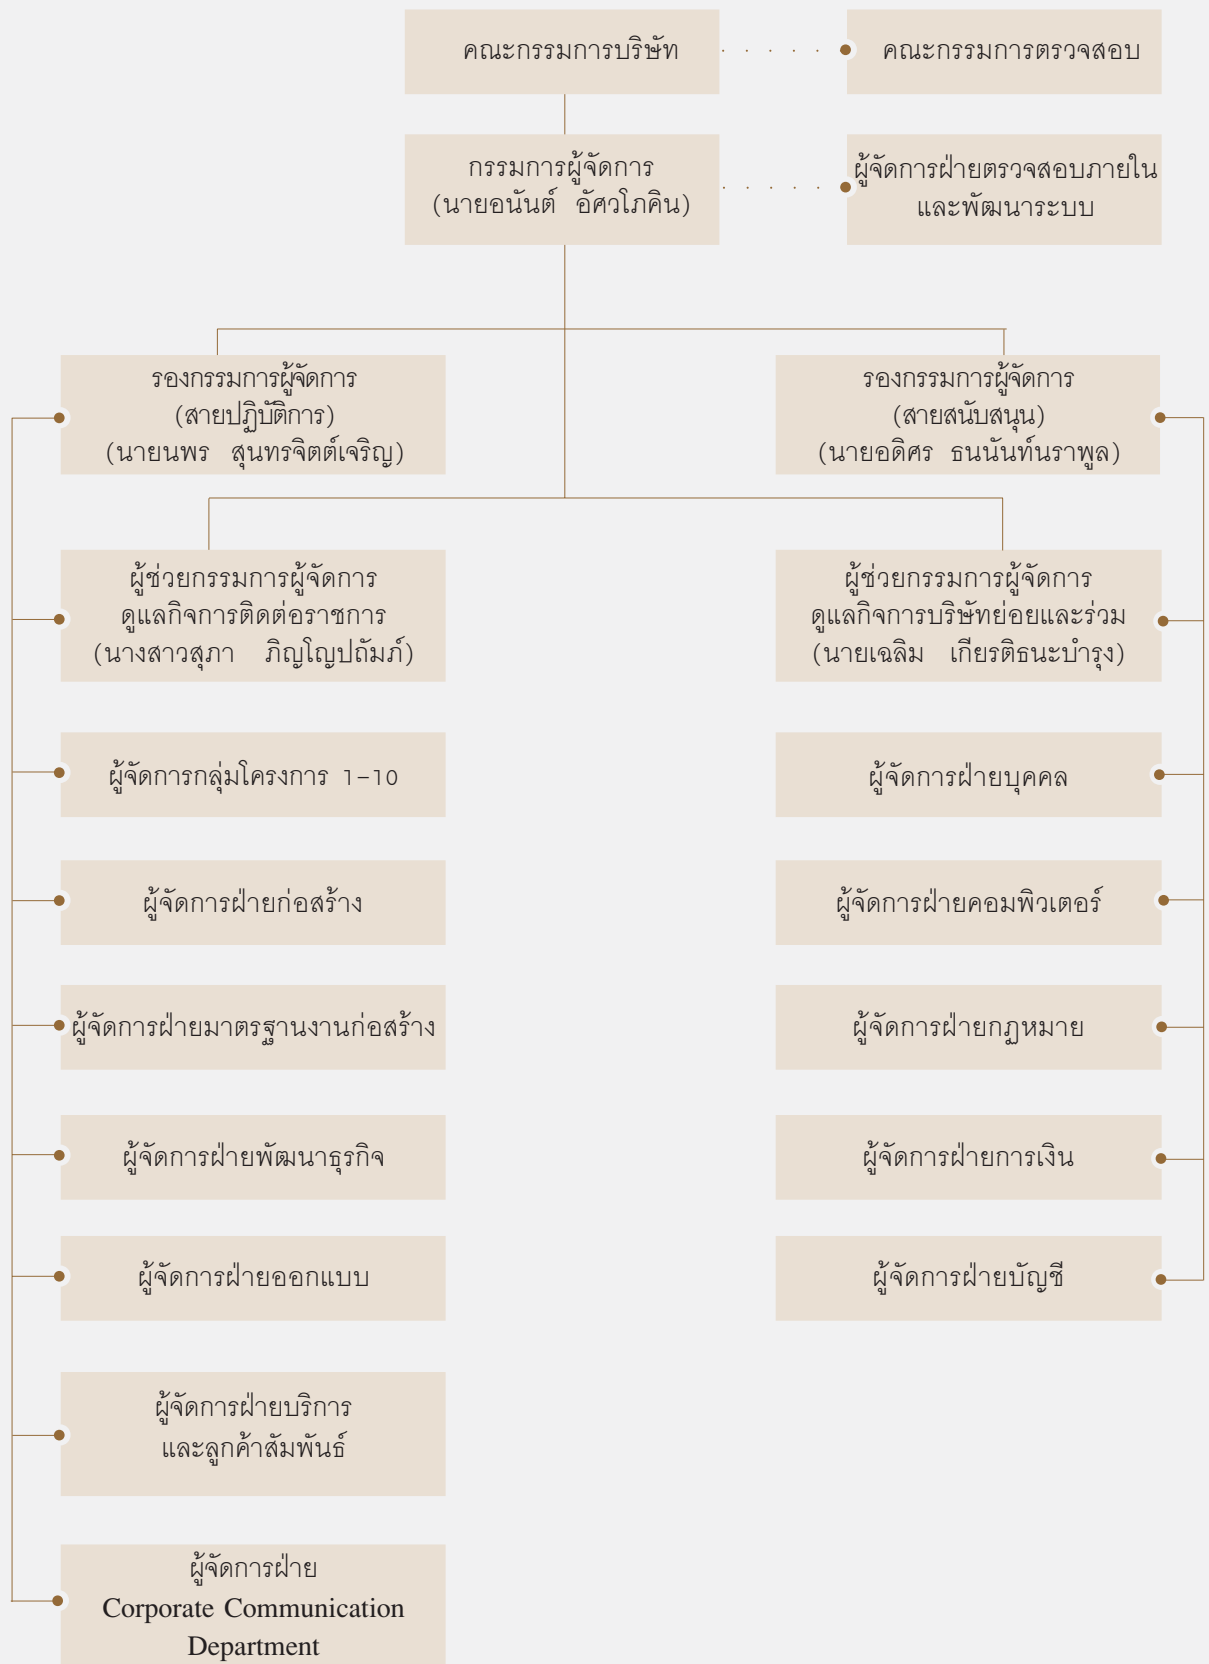 คณะกรรมการบริษัท
คณะกรรมการตรวจสอบ
กรรมการผู้จัดการ
(นายอนันต์ อัศวโภคิน)
ผู้จัดการฝ่ายตรวจสอบภายใน
และพัฒนาระบบ
รองกรรมการผู้จัดการ
(สายปฏิบัติการ)
(นายนพร สุนทรจิตต์เจริญ)
รองกรรมการผู้จัดการ
(สายสนับสนุน)
(นายอดิศร ธนนันท์นราพูล)
ผู้ช่วยกรรมการผู้จัดการ
ดูแลกิจการติดต่อราชการ
(นางสาวสุภา ภิญโญปถัมภ์)
ผู้ช่วยกรรมการผู้จัดการ
ดูแลกิจการบริษัทย่อยและร่วม
(นายเฉลิม เกียรติธนะบำรุง)
ผู้จัดการกลุ่มโครงการ 1-10
ผู้จัดการฝ่ายบุคคล
ผู้จัดการฝ่ายก่อสร้าง
ผู้จัดการฝ่ายคอมพิวเตอร์
ผู้จัดการฝ่ายมาตรฐานงานก่อสร้าง
ผู้จัดการฝ่ายกฎหมาย
ผู้จัดการฝ่ายพัฒนาธุรกิจ
ผู้จัดการฝ่ายการเงิน
ผู้จัดการฝ่ายออกแบบ
ผู้จัดการฝ่ายบัญชี
ผู้จัดการฝ่ายบริการ
และลูกค้าสัมพันธ์
ผู้จัดการฝ่าย
Corporate Communication
Department